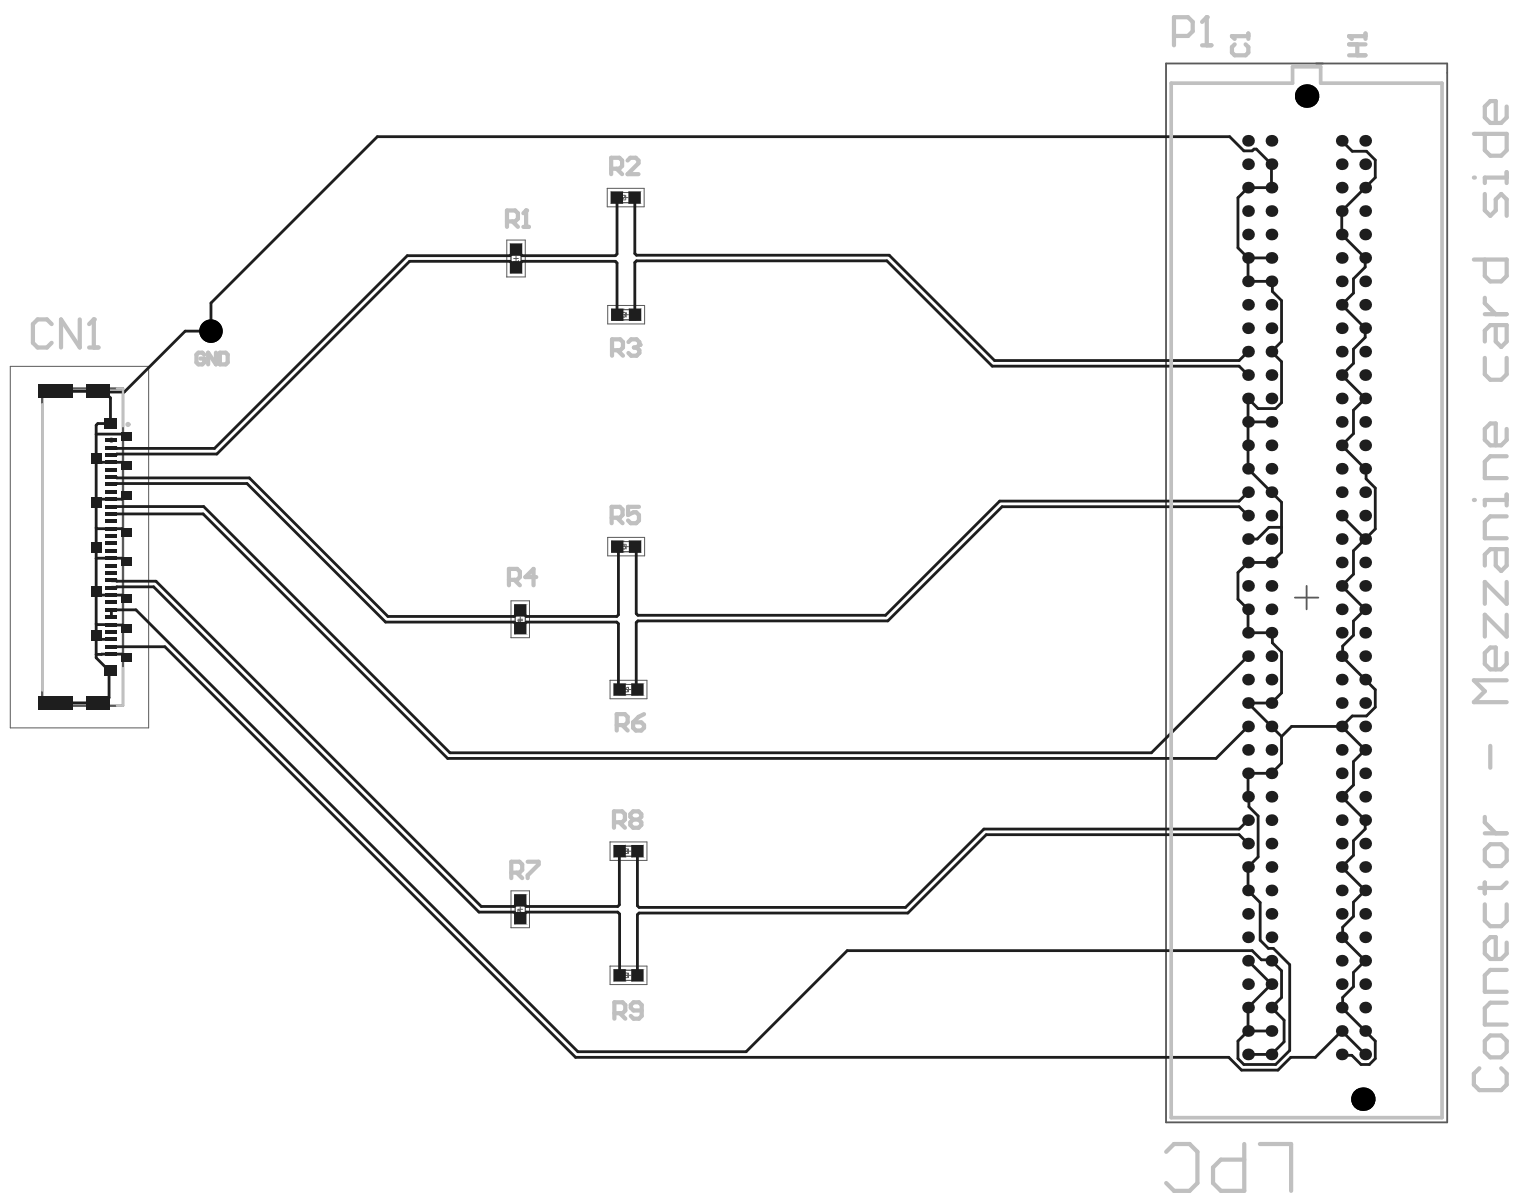 P1
C1
H1
R2
R1
CN1
GND
R3
R5
R4
R6
R8
R7
R9
Connector - Mezzanine card side
LPC